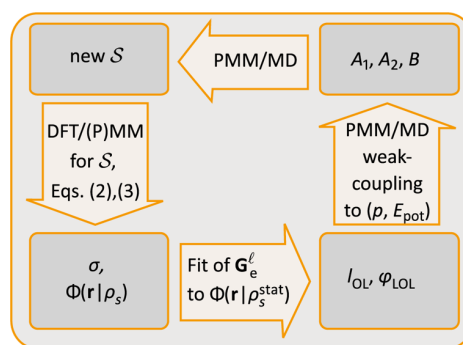 new 𝒮
PMM/MD
A₁, A₂, B
DFT/(P)MM
for 𝒮,
Eqs. (2),(3)
PMM/MD
weak-
coupling
to (p, E_pot)
σ,
Φ(r|ρ_s)
Fit of G_e^ℓ
to Φ(r|ρ_s^stat)
l_OL, φ_LOL